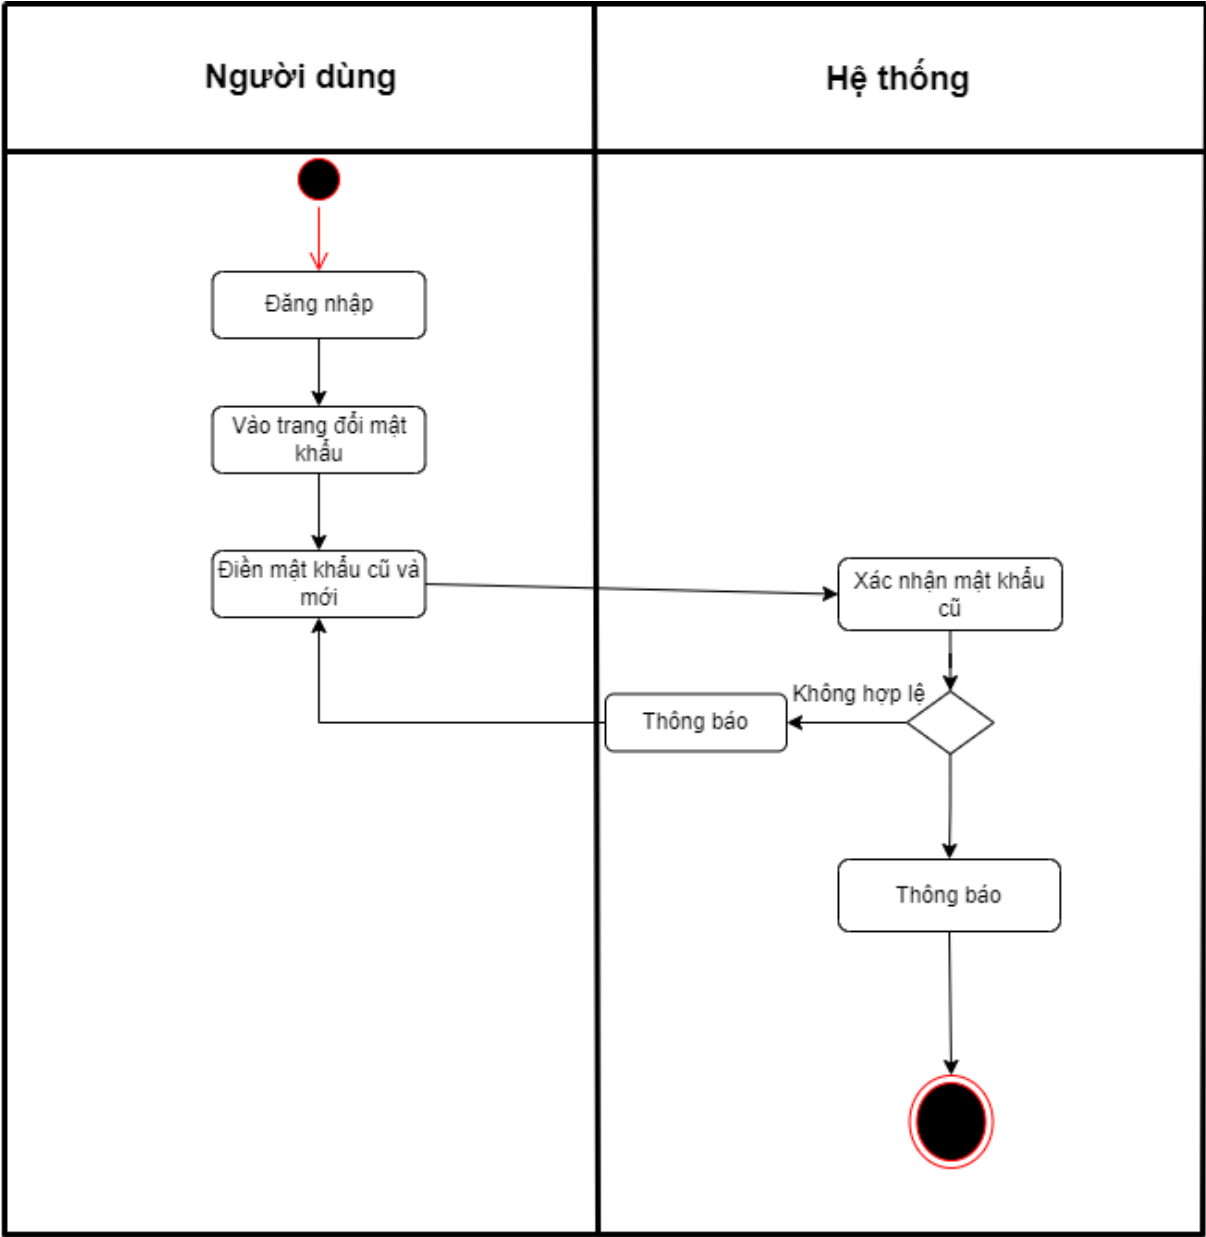 Người dùng
Hệ thống
Đăng nhập
Vào trang đổi mật
khẩu
Điền mật khẩu cũ và
mới
Xác nhận mật khẩu
cũ
Không hợp lệ
Thông báo
Thông báo